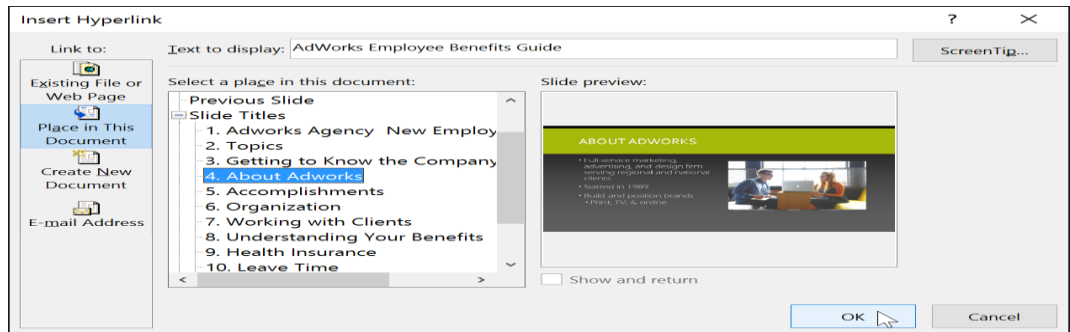 Insert Hyperlink ? ×
Link to:
Text to display: AdWorks Employee Benefits Guide
ScreenTip...
Existing File or
Web Page
Place in This
Document
Create New
Document
E-mail Address
Select a place in this document:
Previous Slide
Slide Titles
1. Adworks Agency New Employ
2. Topics
3. Getting to Know the Company
4. About Adworks
5. Accomplishments
6. Organization
7. Working with Clients
8. Understanding Your Benefits
9. Health Insurance
10. Leave Time
Slide preview:
ABOUT ADWORKS
• Full-service marketing,
advertising, and design firm
serving regional and national
clients
• Started in 1989
• Build and position brands
• Print, TV, & online
Show and return
OK
Cancel